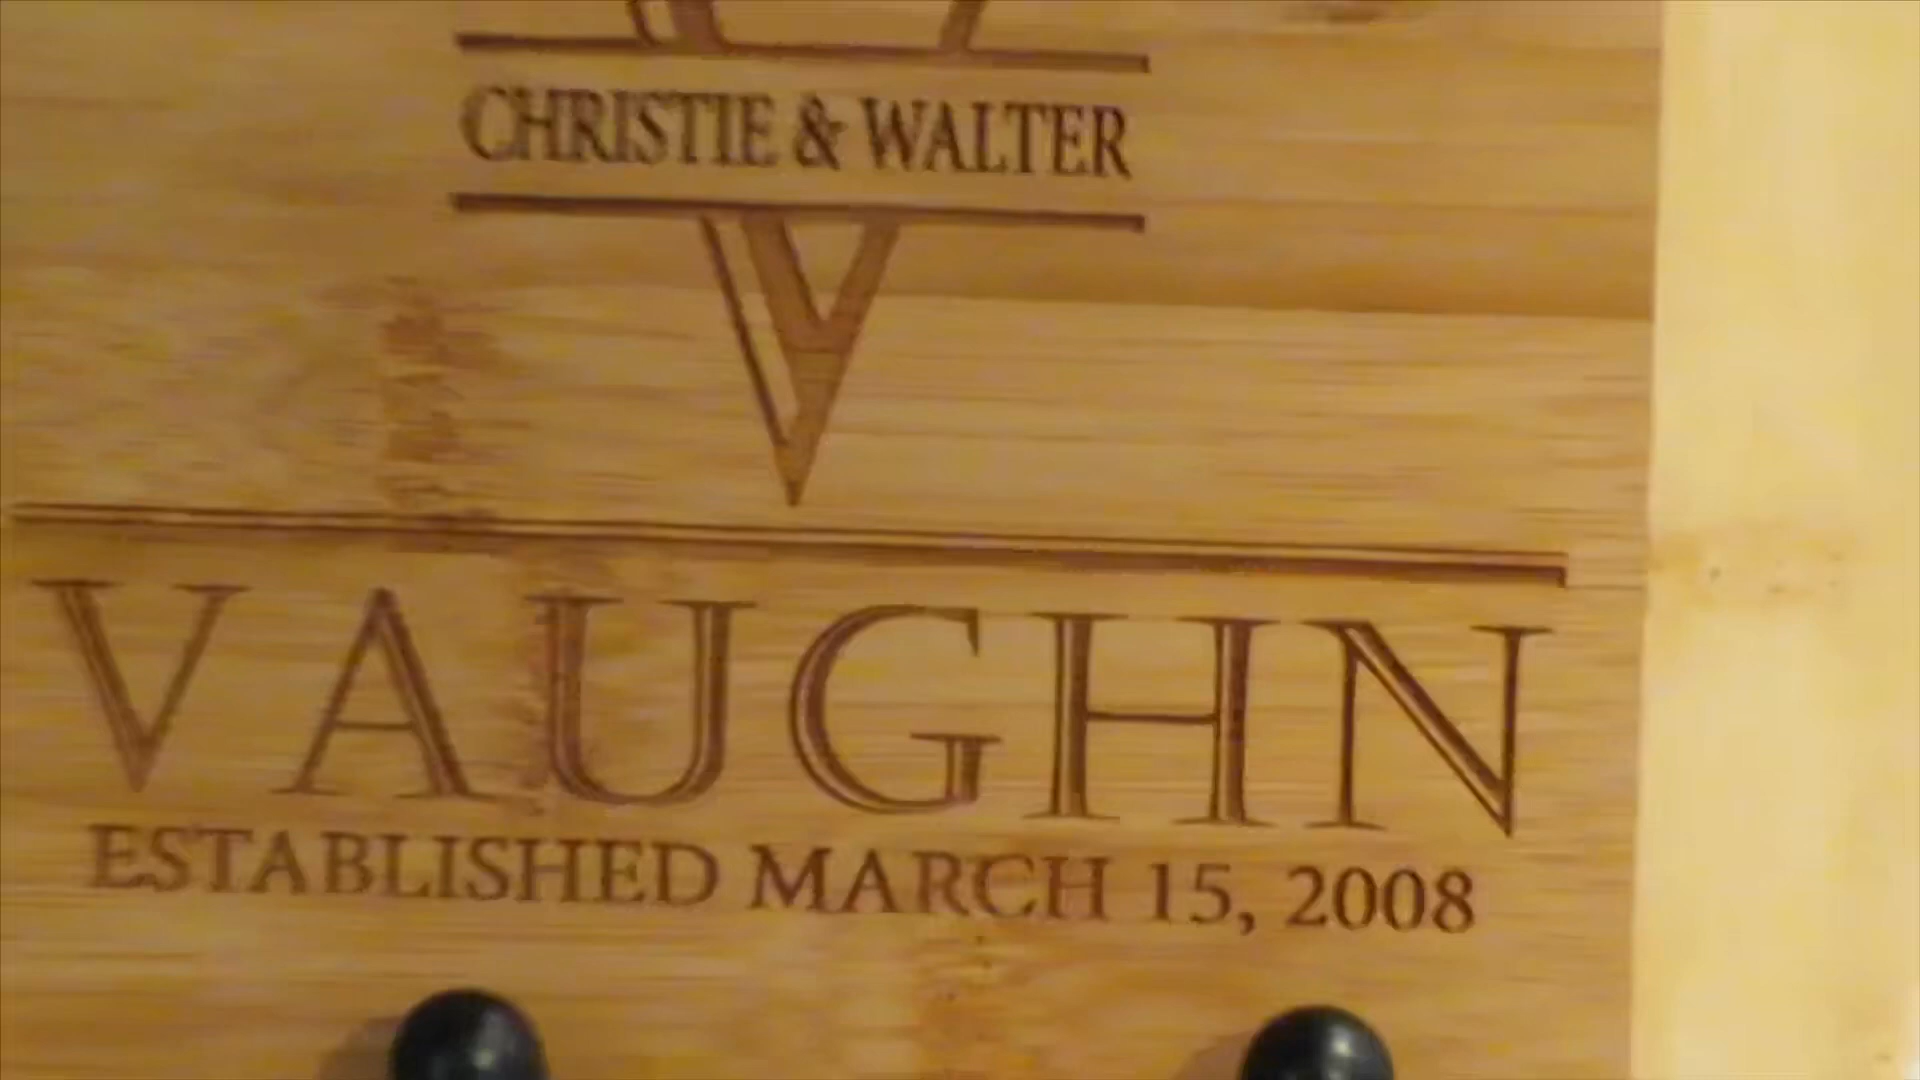 CHRISTIE & WALTER
V
VAUGHN
ESTABLISHED MARCH 15, 2008